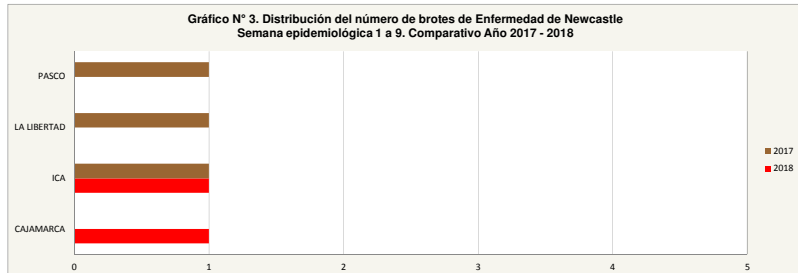 Gráfico N° 3. Distribución del número de brotes de Enfermedad de Newcastle
Semana epidemiológica 1 a 9. Comparativo Año 2017 - 2018
PASCO
LA LIBERTAD
ICA
CAJAMARCA
2017
2018
0 1 2 3 4 5